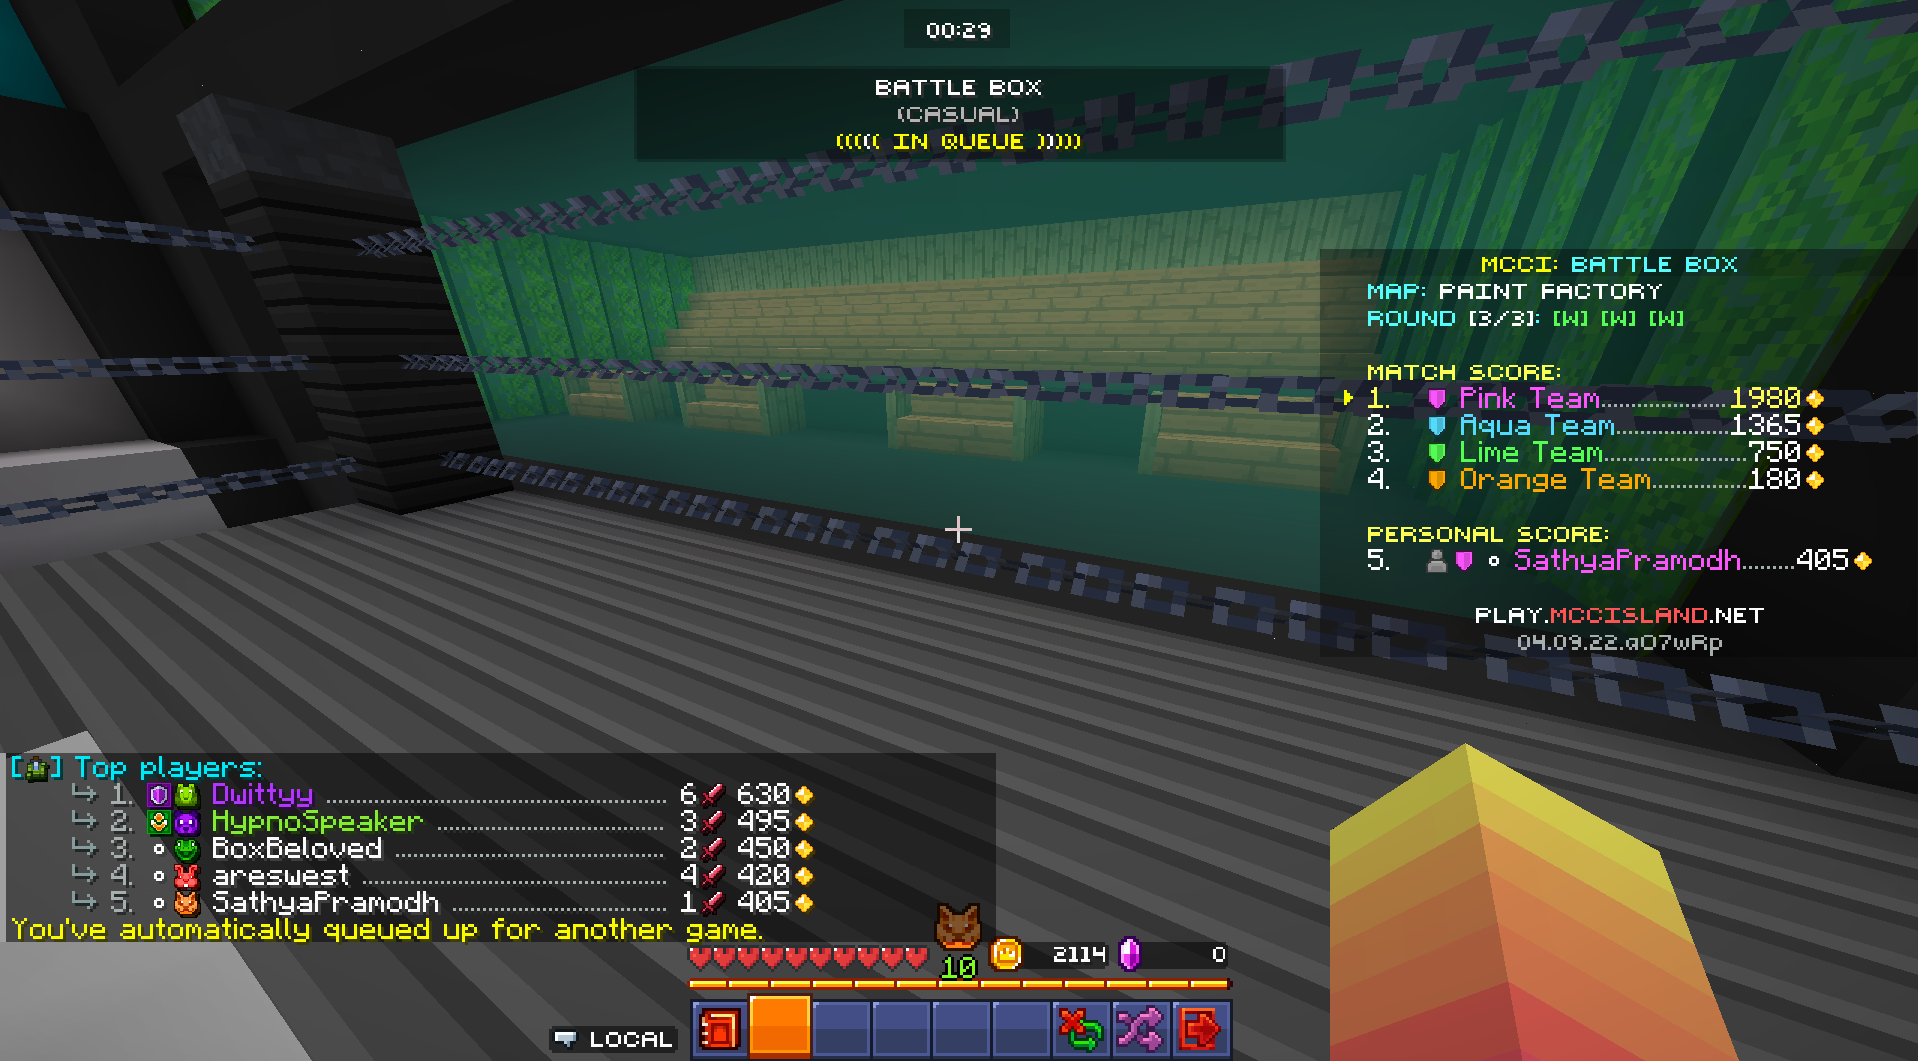 00:29
BATTLE BOX
(CASUAL)
((((( IN QUEUE )))))
MCCI: BATTLE BOX
MAP: PAINT FACTORY
ROUND [3/3]: [W] [W] [W]
MATCH SCORE:
1. Pink Team..................1980
2. Aqua Team................1365
3. Lime Team.....................750
4. Orange Team..............180
PERSONAL SCORE:
5. SathyaPramodh........405
PLAY.MCCISLAND.NET
04.09.22.aO7wRp
[ ] Top players:
1. Dwittyy ................................................. 6 630
2. HypnoSpeaker ................................. 3 495
3. BoxBeloved ....................................... 2 450
4. areswest ............................................ 4 420
5. SathyaPramodh ............................... 1 405
You've automatically queued up for another game.
10 2114 0
LOCAL